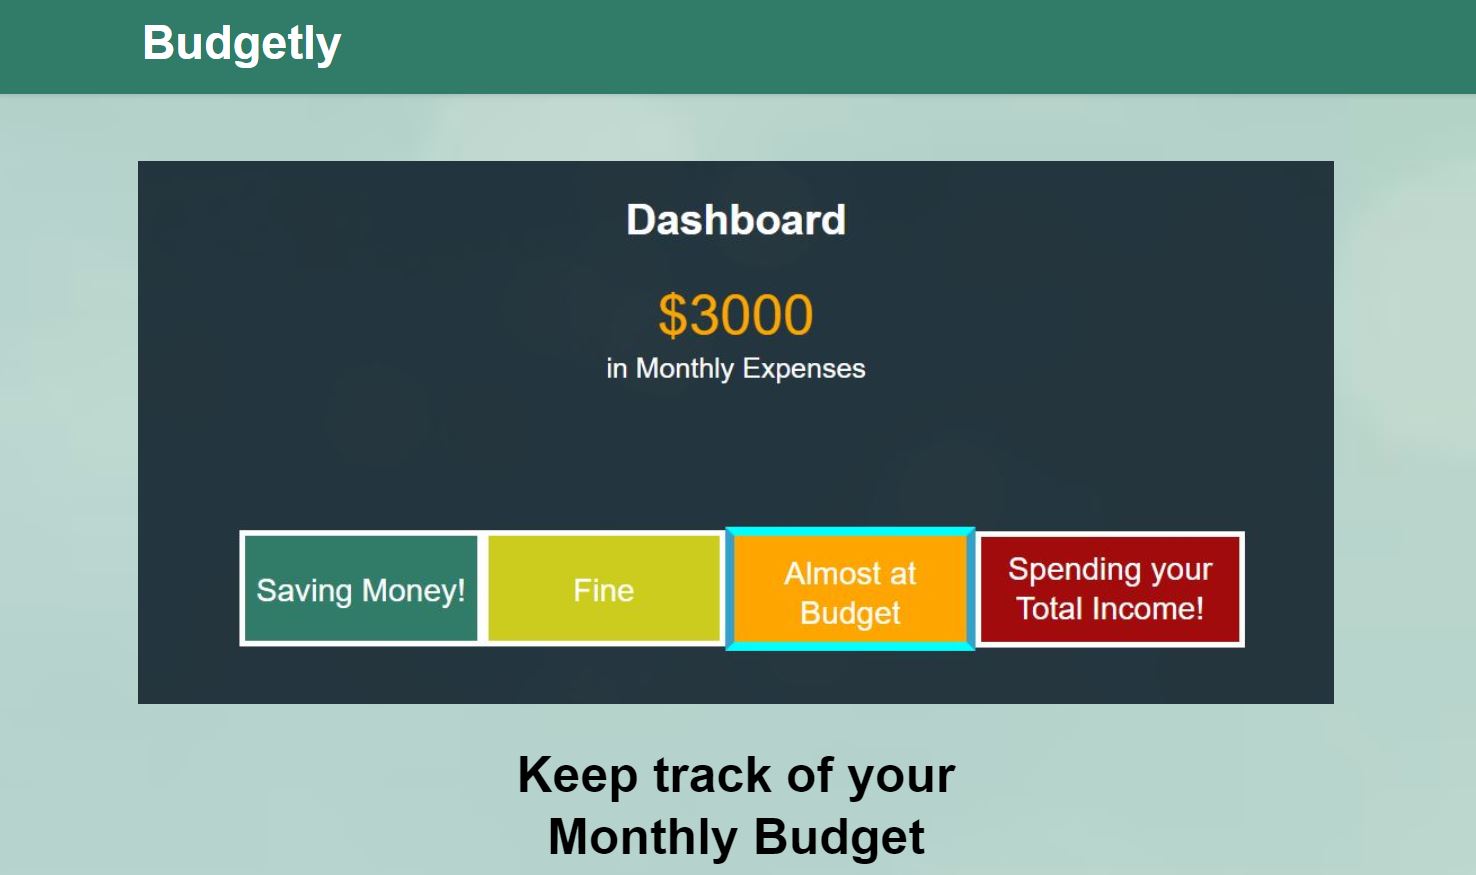 Budgetly
Dashboard
$3000
in Monthly Expenses
Saving Money!
Fine
Almost at
Budget
Spending your
Total Income!
Keep track of your
Monthly Budget